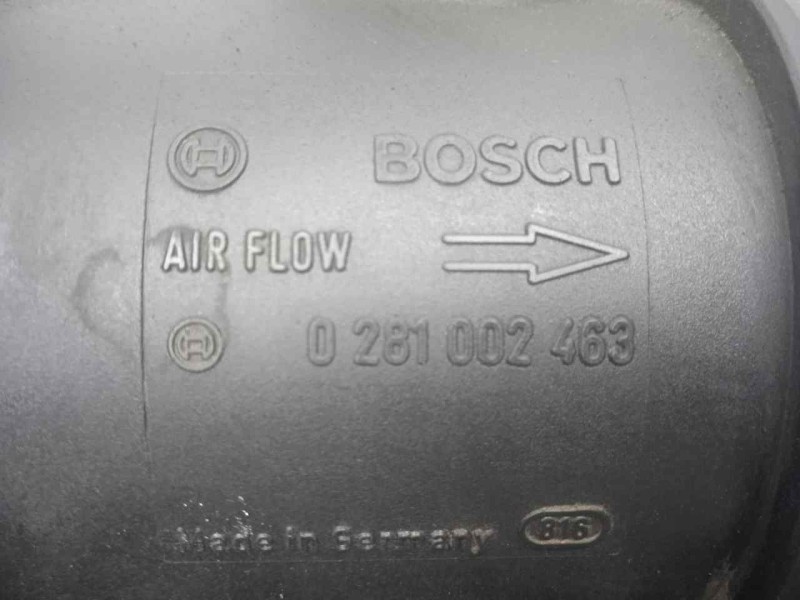 BOSCH
AIR FLOW
0 281 002 463
Made in Germany 816